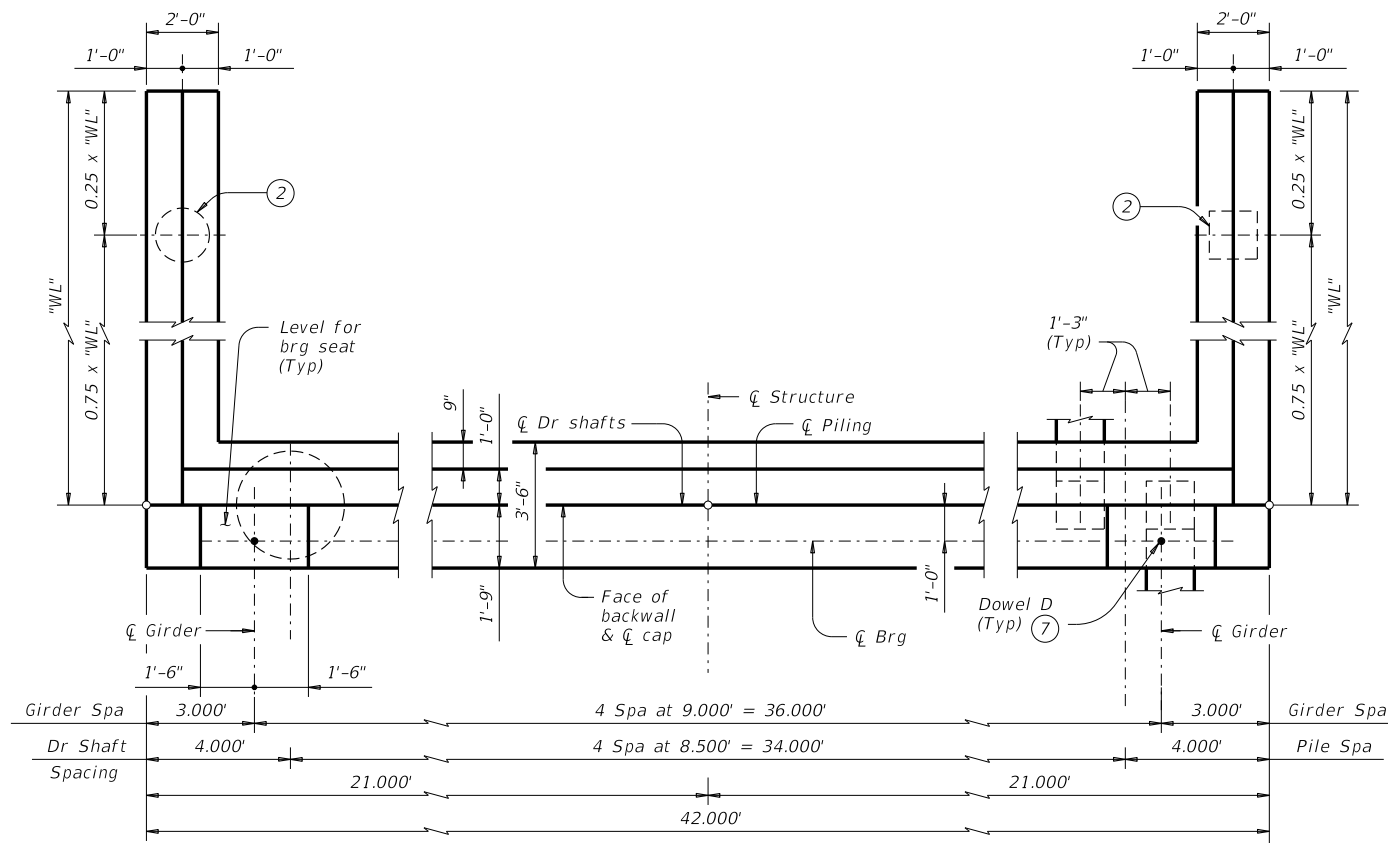 2'-0"
2'-0"
1'-0"
1'-0"
1'-0"
1'-0"
0.25 x "WL"
0.25 x "WL"
2
2
"WL"
"WL"
0.75 x "WL"
0.75 x "WL"
Level for
brg seat
(Typ)
1'-3"
(Typ)
℄ Structure
9"
1'-0"
℄ Dr shafts
℄ Piling
3'-6"
1'-9"
1'-0"
Face of
backwall
& ℄ cap
Dowel D
(Typ) 7
℄ Girder
℄ Brg
℄ Girder
1'-6"
1'-6"
Girder Spa
3.000'
4 Spa at 9.000' = 36.000'
3.000'
Girder Spa
Dr Shaft
Spacing
4.000'
4 Spa at 8.500' = 34.000'
4.000'
Pile Spa
21.000'
21.000'
42.000'